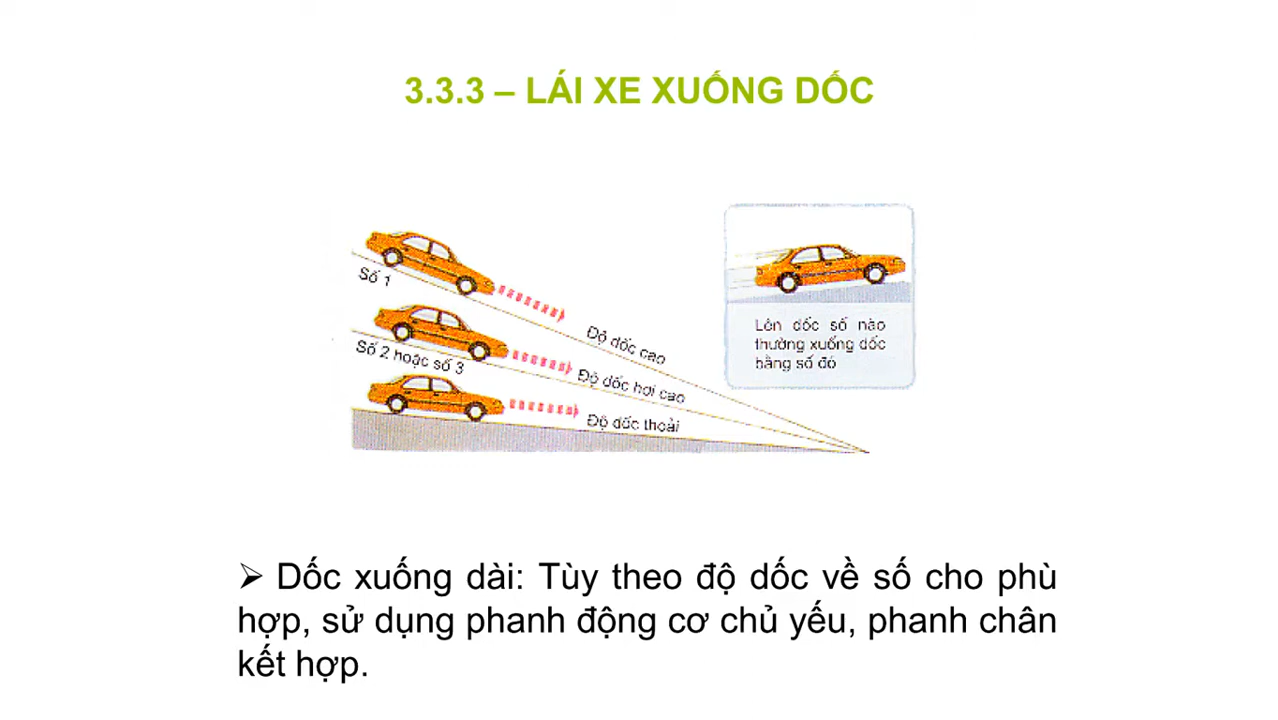 3.3.3 – LÁI XE XUỐNG DỐC
Số 1
Độ dốc cao
Số 2 hoặc số 3
Độ dốc hơi cao
Độ dốc thoải
Lên dốc số nào
thường xuống dốc
bằng số đó
➢ Dốc xuống dài: Tùy theo độ dốc về số cho phù
hợp, sử dụng phanh động cơ chủ yếu, phanh chân
kết hợp.